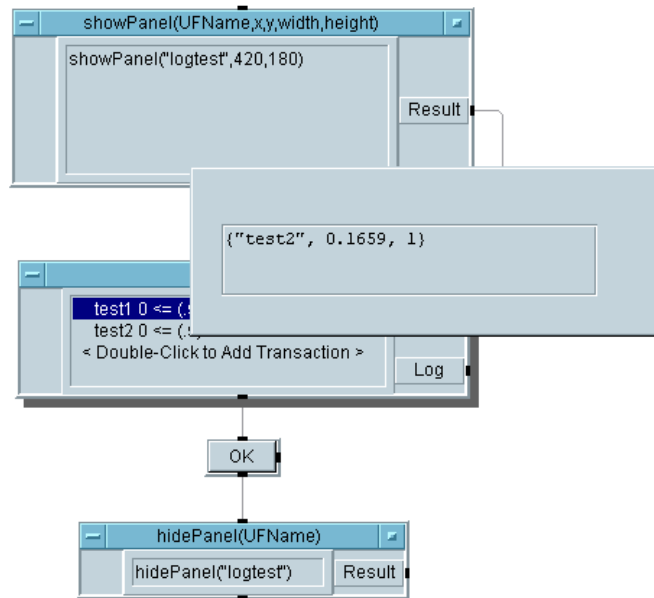 showPanel(UFName,x,y,width,height)
showPanel("logtest",420,180)
Result
{"test2", 0.1659, 1}
test1 0 <= (.
test2 0 <= (.
< Double-Click to Add Transaction >
Log
OK
hidePanel(UFName)
hidePanel("logtest")
Result